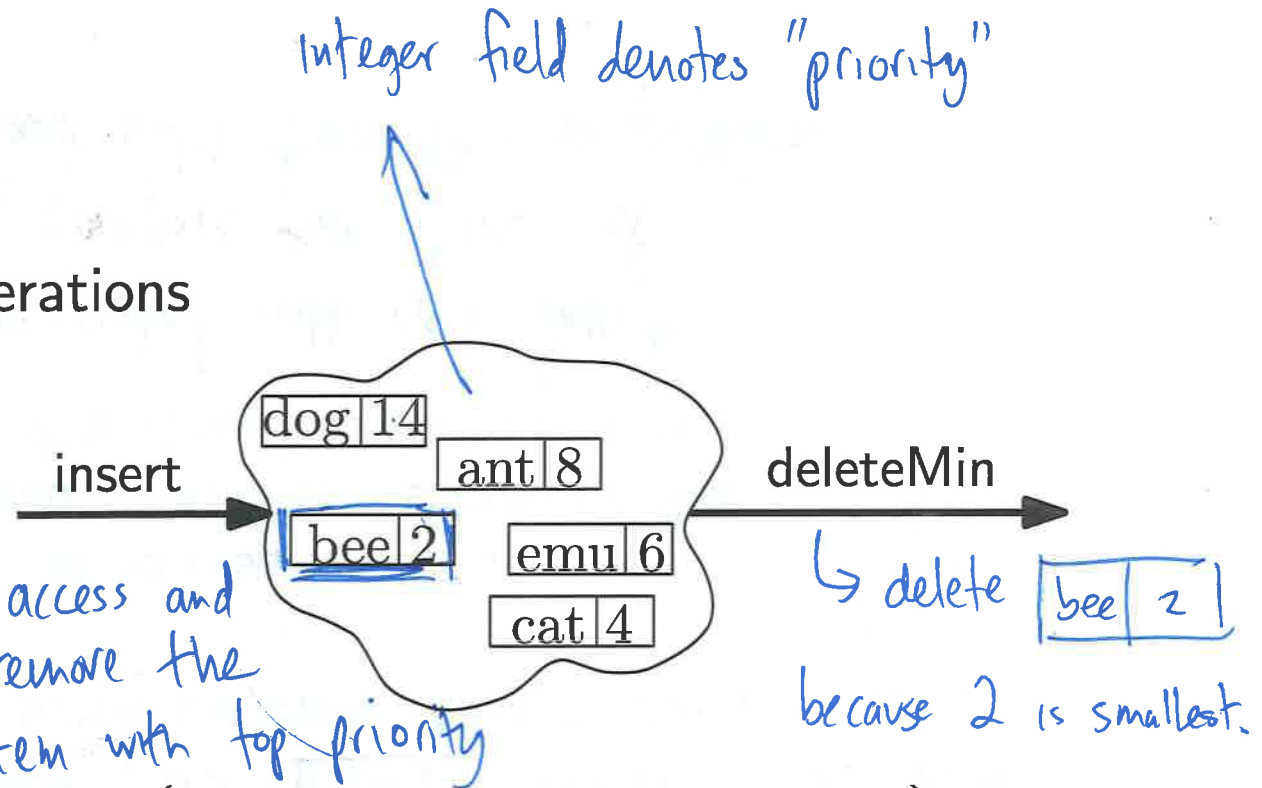 Integer field denotes "priority"
erations
insert
dog 14
ant 8
bee 2
emu 6
cat 4
deleteMin
access and
remove the
tem with top priority
↳ delete bee 2
because 2 is smallest.